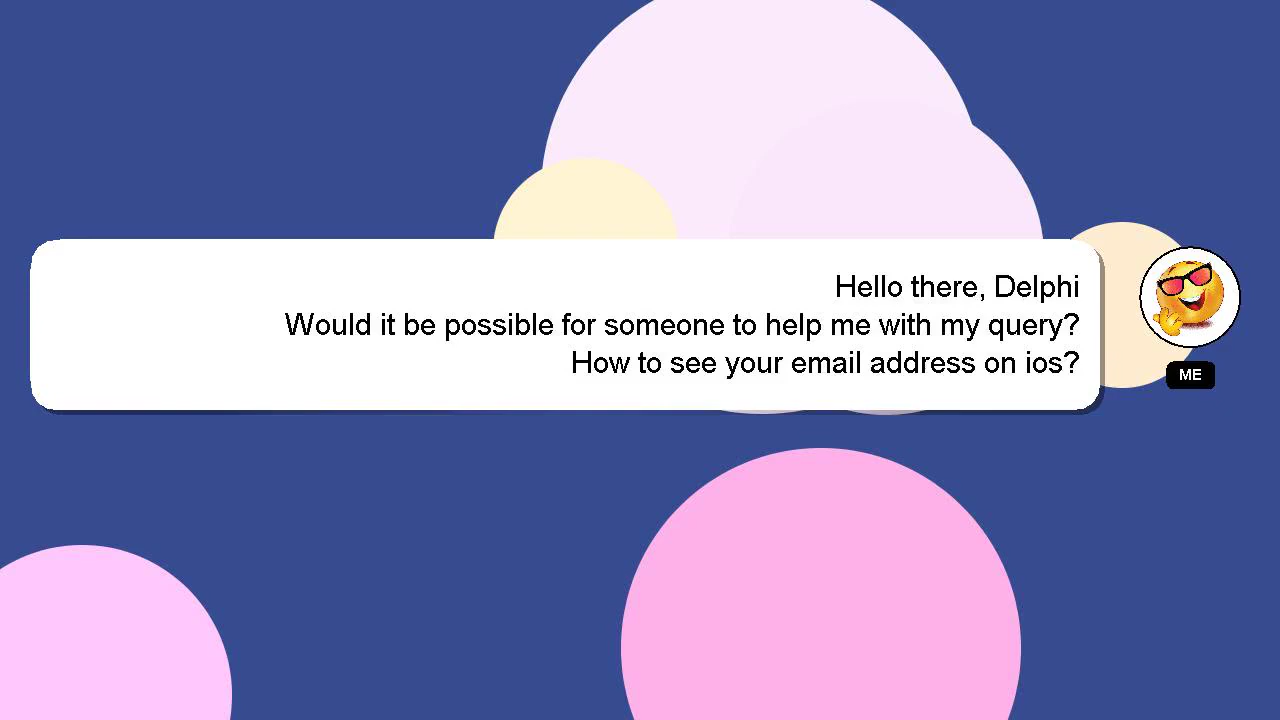 Hello there, Delphi
Would it be possible for someone to help me with my query?
How to see your email address on ios?
ME